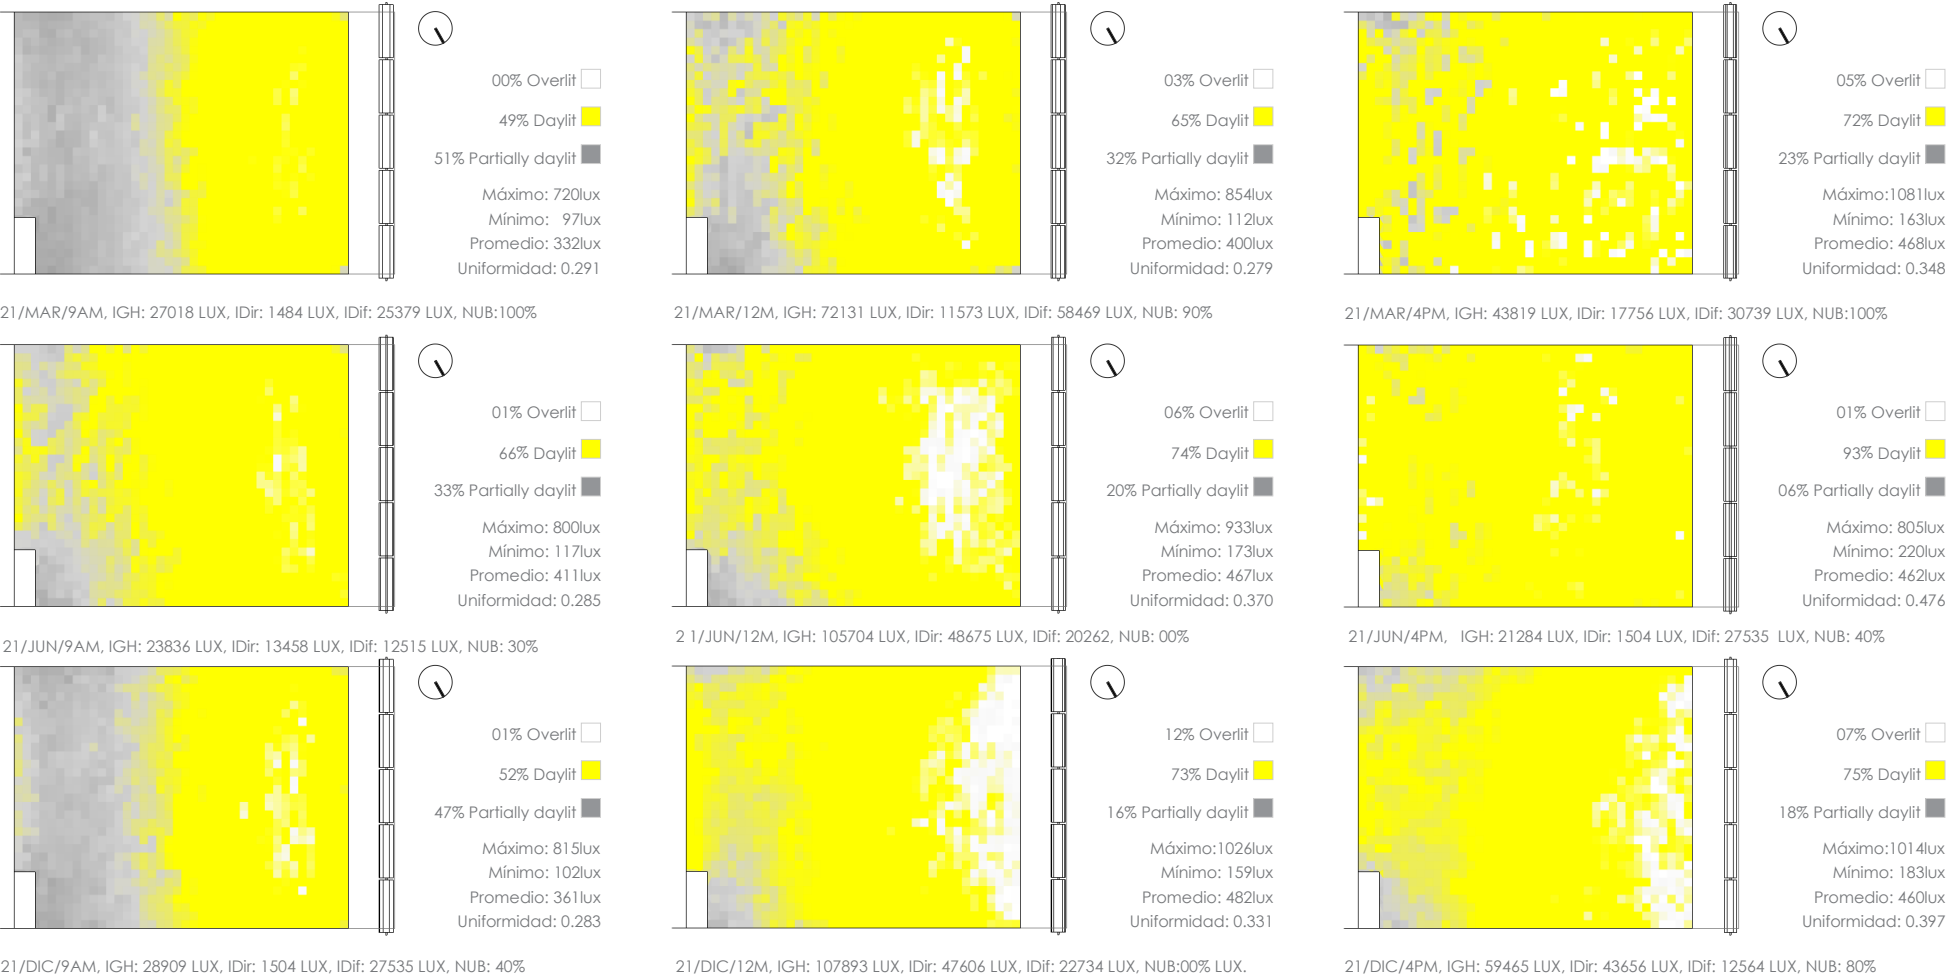 00% Overlit
49% Daylit
51% Partially daylit
Máximo: 720lux
Mínimo: 97lux
Promedio: 332lux
Uniformidad: 0.291
21/MAR/9AM, IGH: 27018 LUX, IDir: 1484 LUX, IDif: 25379 LUX, NUB:100%
03% Overlit
65% Daylit
32% Partially daylit
Máximo: 854lux
Mínimo: 112lux
Promedio: 400lux
Uniformidad: 0.279
21/MAR/12M, IGH: 72131 LUX, IDir: 11573 LUX, IDif: 58469 LUX, NUB: 90%
05% Overlit
72% Daylit
23% Partially daylit
Máximo:1081lux
Mínimo: 163lux
Promedio: 468lux
Uniformidad: 0.348
21/MAR/4PM, IGH: 43819 LUX, IDir: 17756 LUX, IDif: 30739 LUX, NUB:100%
01% Overlit
66% Daylit
33% Partially daylit
Máximo: 800lux
Mínimo: 117lux
Promedio: 411lux
Uniformidad: 0.285
21/JUN/9AM, IGH: 23836 LUX, IDir: 13458 LUX, IDif: 12515 LUX, NUB: 30%
06% Overlit
74% Daylit
20% Partially daylit
Máximo: 933lux
Mínimo: 173lux
Promedio: 467lux
Uniformidad: 0.370
2 1/JUN/12M, IGH: 105704 LUX, IDir: 48675 LUX, IDif: 20262, NUB: 00%
01% Overlit
93% Daylit
06% Partially daylit
Máximo: 805lux
Mínimo: 220lux
Promedio: 462lux
Uniformidad: 0.476
21/JUN/4PM, IGH: 21284 LUX, IDir: 1504 LUX, IDif: 27535 LUX, NUB: 40%
01% Overlit
52% Daylit
47% Partially daylit
Máximo: 815lux
Mínimo: 102lux
Promedio: 361lux
Uniformidad: 0.283
21/DIC/9AM, IGH: 28909 LUX, IDir: 1504 LUX, IDif: 27535 LUX, NUB: 40%
12% Overlit
73% Daylit
16% Partially daylit
Máximo:1026lux
Mínimo: 159lux
Promedio: 482lux
Uniformidad: 0.331
21/DIC/12M, IGH: 107893 LUX, IDir: 47606 LUX, IDif: 22734 LUX, NUB:00% LUX.
07% Overlit
75% Daylit
18% Partially daylit
Máximo:1014lux
Mínimo: 183lux
Promedio: 460lux
Uniformidad: 0.397
21/DIC/4PM, IGH: 59465 LUX, IDir: 43656 LUX, IDif: 12564 LUX, NUB: 80%